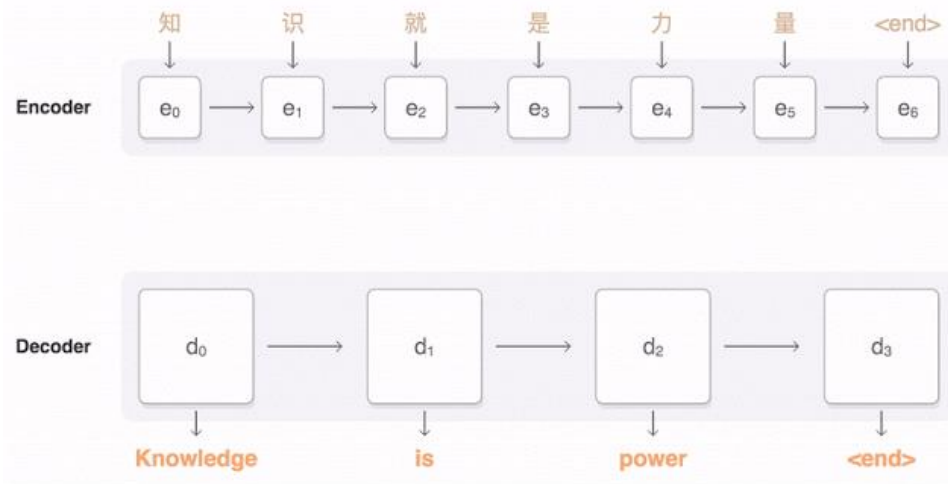 知 识 就 是 力 量 <end>
Encoder e₀ e₁ e₂ e₃ e₄ e₅ e₆
Decoder d₀ d₁ d₂ d₃
Knowledge is power <end>